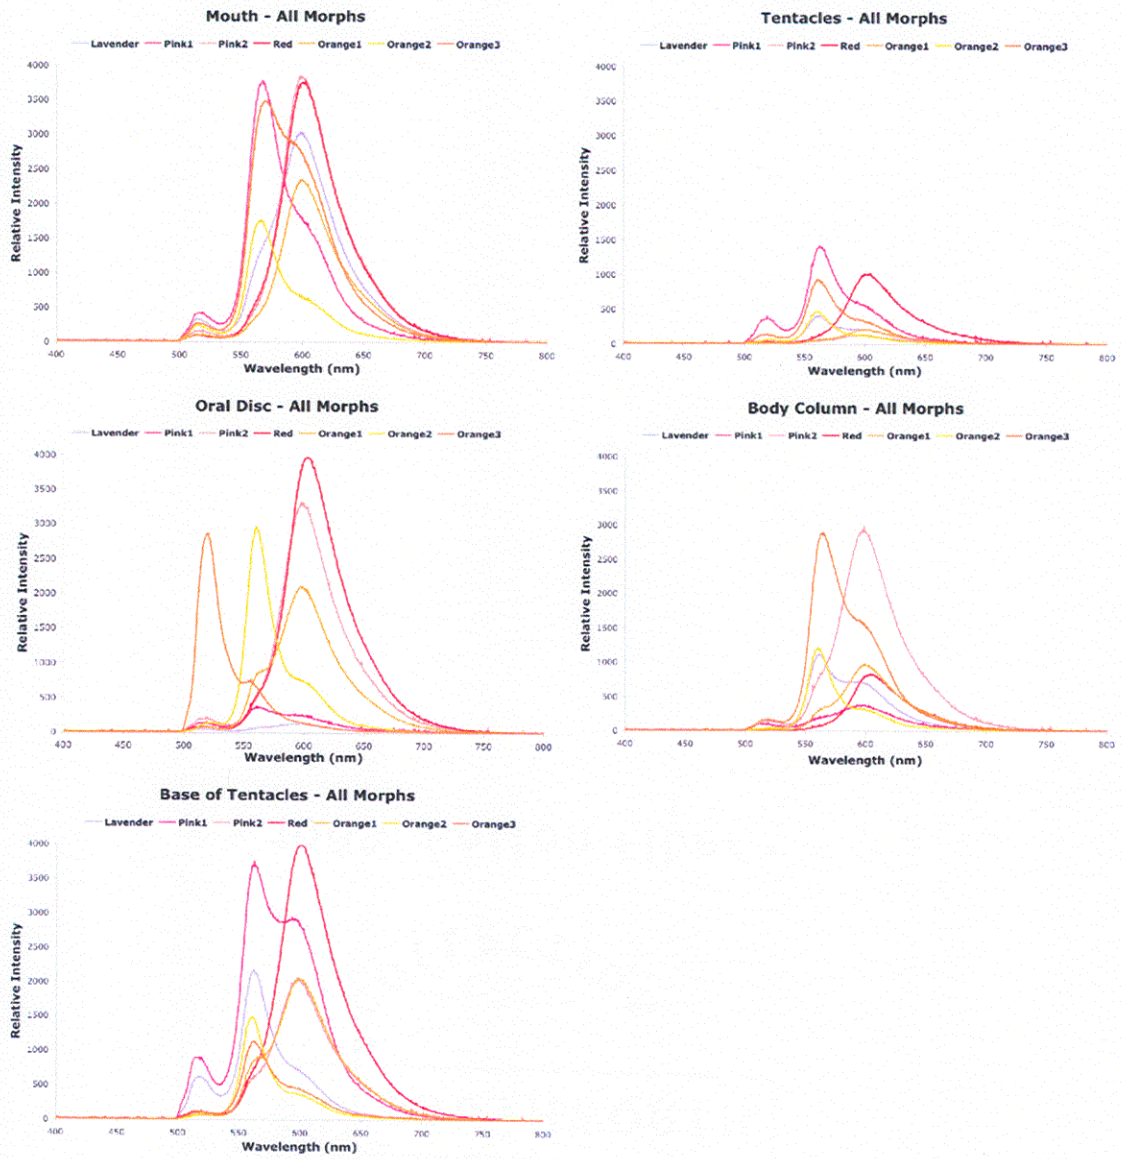 Mouth - All Morphs
Lavender Pink1 Pink2 Red Orange1 Orange2 Orange3
4000
3500
3000
2500
2000
1500
1000
500
0
Relative Intensity
400 450 500 550 600 650 700 750 800
Wavelength (nm)
Tentacles - All Morphs
Lavender Pink1 Pink2 Red Orange1 Orange2 Orange3
4000
3500
3000
2500
2000
1500
1000
500
0
Relative Intensity
400 450 500 550 600 650 700 750 800
Wavelength (nm)
Oral Disc - All Morphs
Lavender Pink1 Pink2 Red Orange1 Orange2 Orange3
4000
3500
3000
2500
2000
1500
1000
500
0
Relative Intensity
400 450 500 550 600 650 700 750 800
Wavelength (nm)
Body Column - All Morphs
Lavender Pink1 Pink2 Red Orange1 Orange2 Orange3
4000
3500
3000
2500
2000
1500
1000
500
0
Relative Intensity
400 450 500 550 600 650 700 750 800
Wavelength (nm)
Base of Tentacles - All Morphs
Lavender Pink1 Pink2 Red Orange1 Orange2 Orange3
4000
3500
3000
2500
2000
1500
1000
500
0
Relative Intensity
400 450 500 550 600 650 700 750 800
Wavelength (nm)